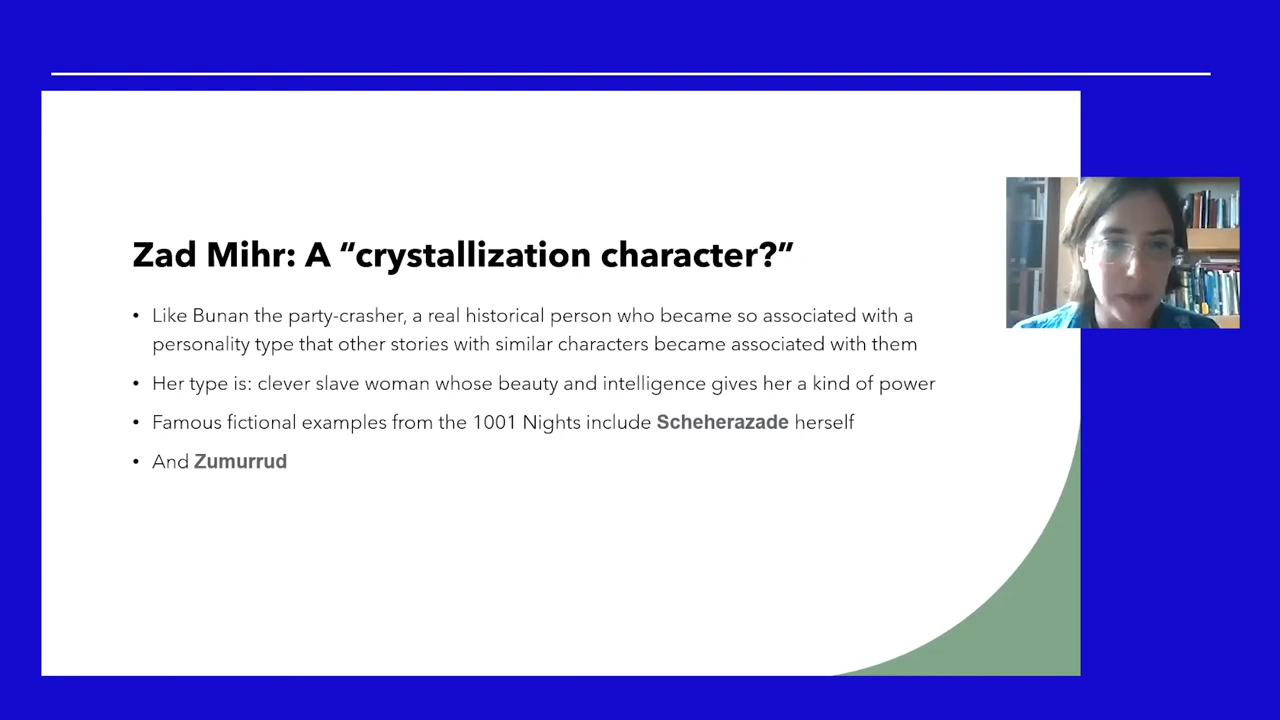 Zad Mihr: A “crystallization character?”
• Like Bunan the party-crasher, a real historical person who became so associated with a
personality type that other stories with similar characters became associated with them
• Her type is: clever slave woman whose beauty and intelligence gives her a kind of power
• Famous fictional examples from the 1001 Nights include Scheherazade herself
• And Zumurrud